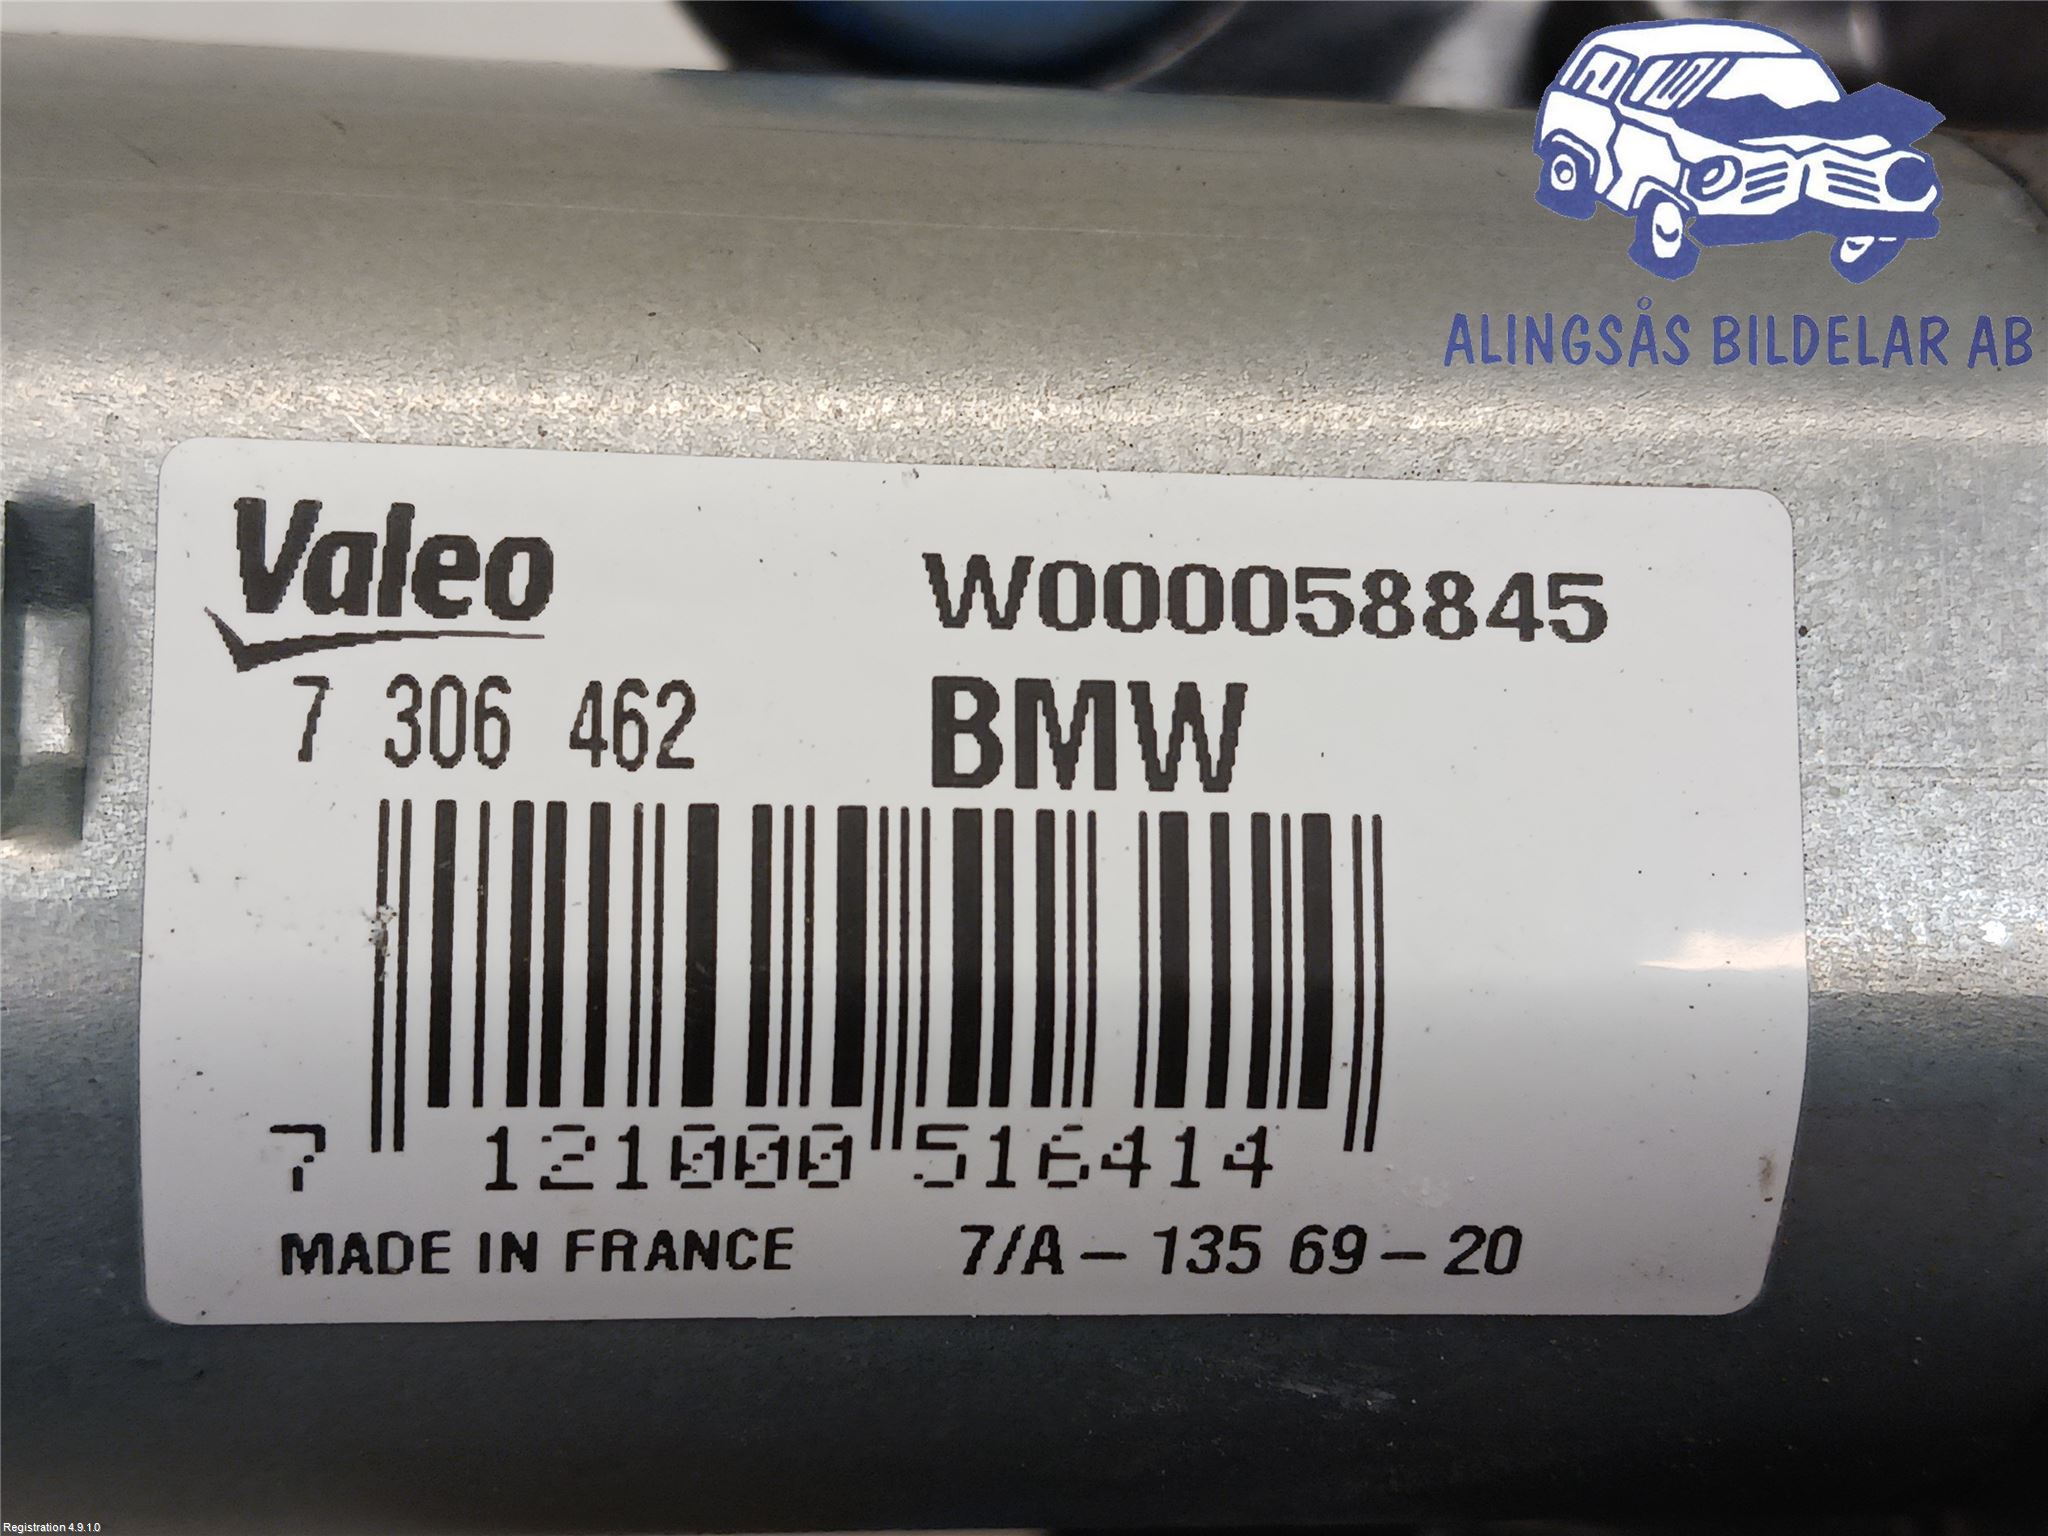 ALINGSÅS BILDELAR AB
Valeo
W000058845
7 306 462
BMW
7 121000 516414
MADE IN FRANCE
7/A – 135 69 – 20
Registration 4.9.1.0